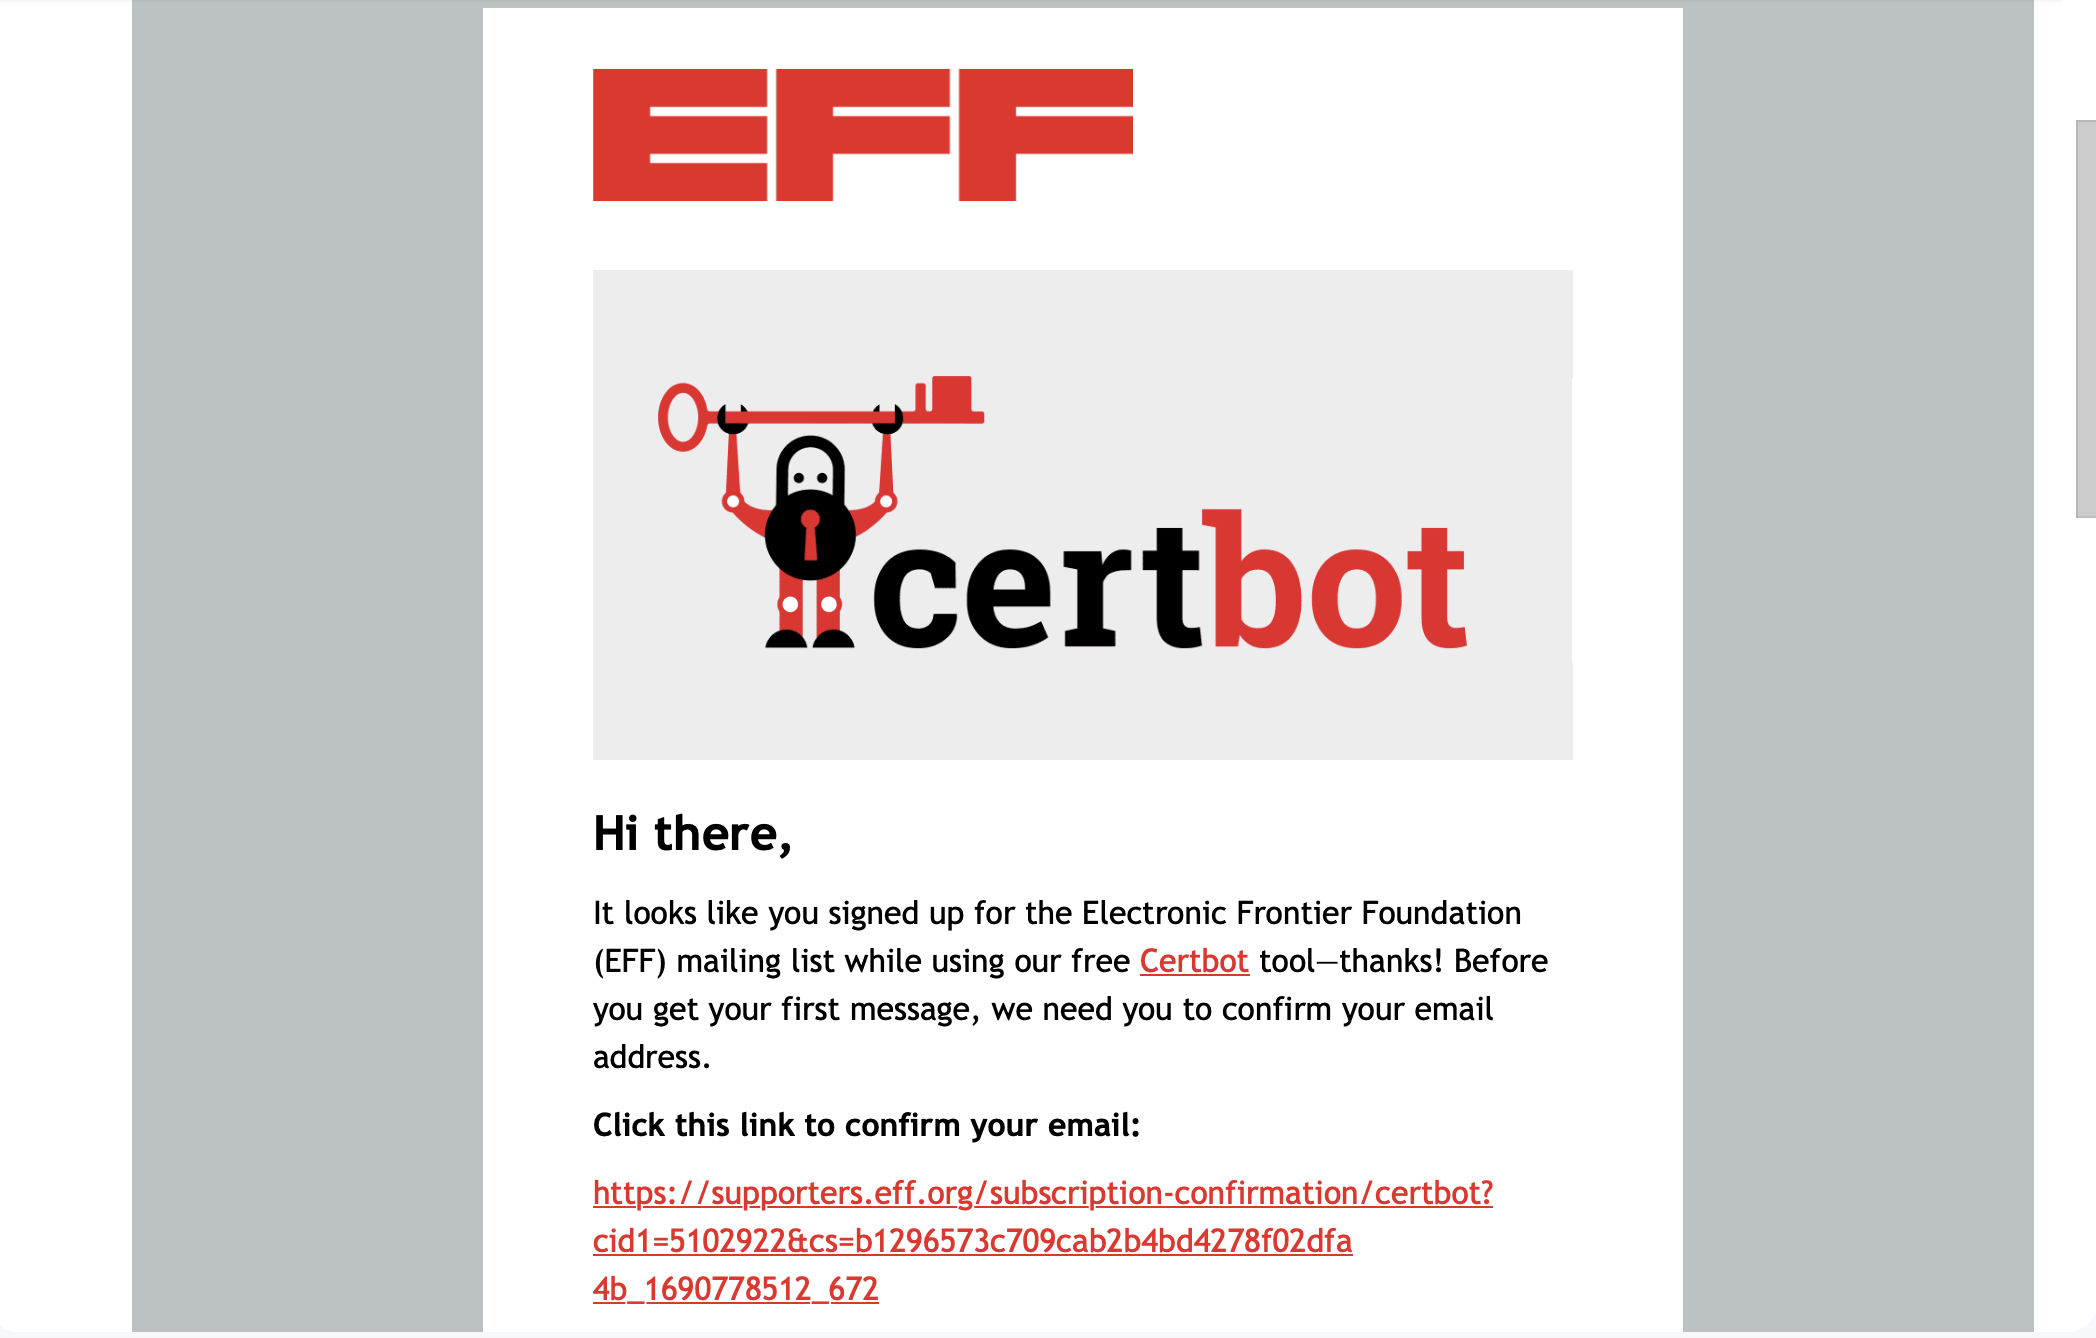 EFF
certbot
Hi there,
It looks like you signed up for the Electronic Frontier Foundation
(EFF) mailing list while using our free Certbot tool—thanks! Before
you get your first message, we need you to confirm your email
address.
Click this link to confirm your email:
https://supporters.eff.org/subscription-confirmation/certbot?
cid1=5102922&cs=b1296573c709cab2b4bd4278f02dfa
4b_1690778512_672